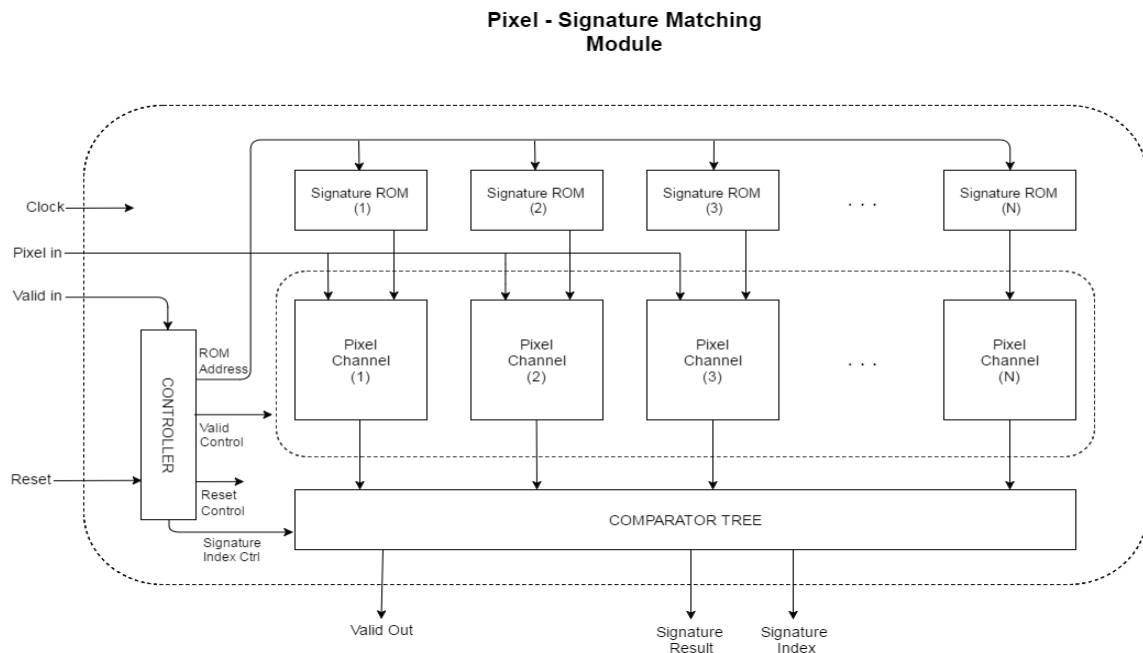 Pixel - Signature Matching
Module
Signature ROM
(1)
Signature ROM
(2)
Signature ROM
(3)
. . .
Signature ROM
(N)
Clock
Pixel in
Valid in
Pixel
Channel
(1)
Pixel
Channel
(2)
Pixel
Channel
(3)
. . .
Pixel
Channel
(N)
CONTROLLER
ROM
Address
Valid
Control
Reset
Reset
Control
Signature
Index Ctrl
COMPARATOR TREE
Valid Out
Signature
Result
Signature
Index